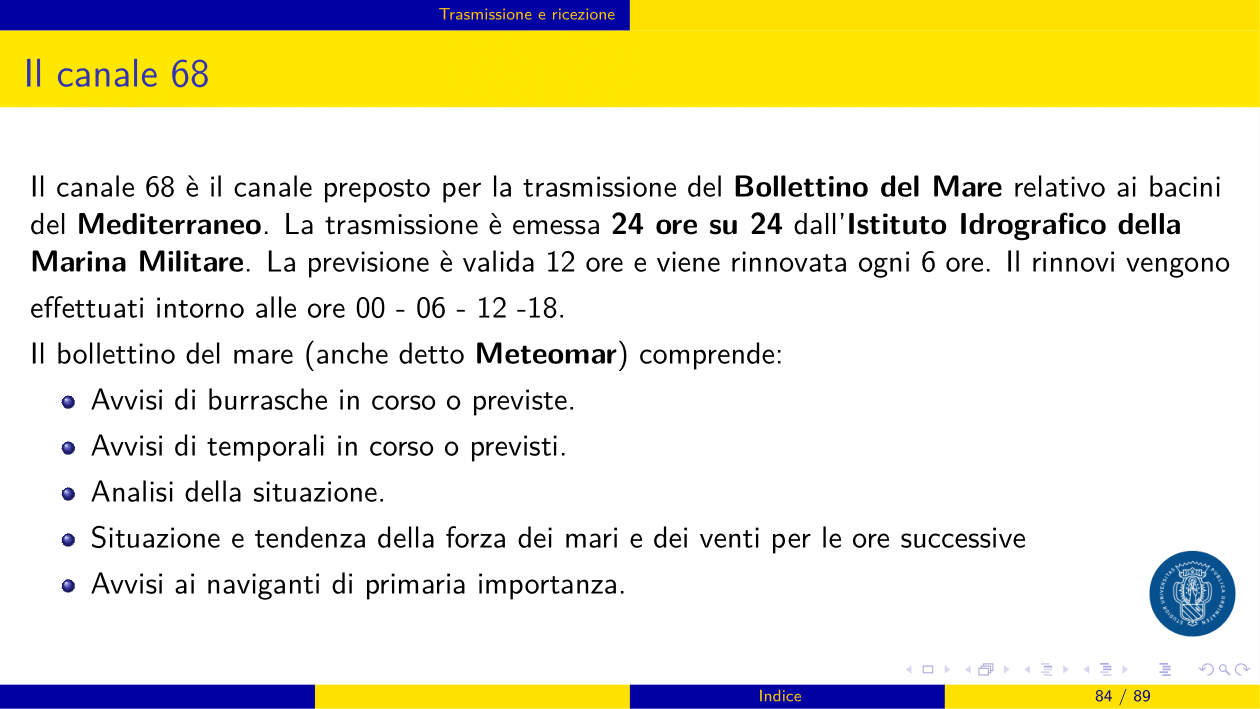 Trasmissione e ricezione
Il canale 68
Il canale 68 è il canale preposto per la trasmissione del Bollettino del Mare relativo ai bacini
del Mediterraneo. La trasmissione è emessa 24 ore su 24 dall'Istituto Idrografico della
Marina Militare. La previsione è valida 12 ore e viene rinnovata ogni 6 ore. Il rinnovi vengono
effettuati intorno alle ore 00 - 06 - 12 -18.
Il bollettino del mare (anche detto Meteomar) comprende:
Avvisi di burrasche in corso o previste.
Avvisi di temporali in corso o previsti.
Analisi della situazione.
Situazione e tendenza della forza dei mari e dei venti per le ore successive
Avvisi ai naviganti di primaria importanza.
Indice
84 / 89